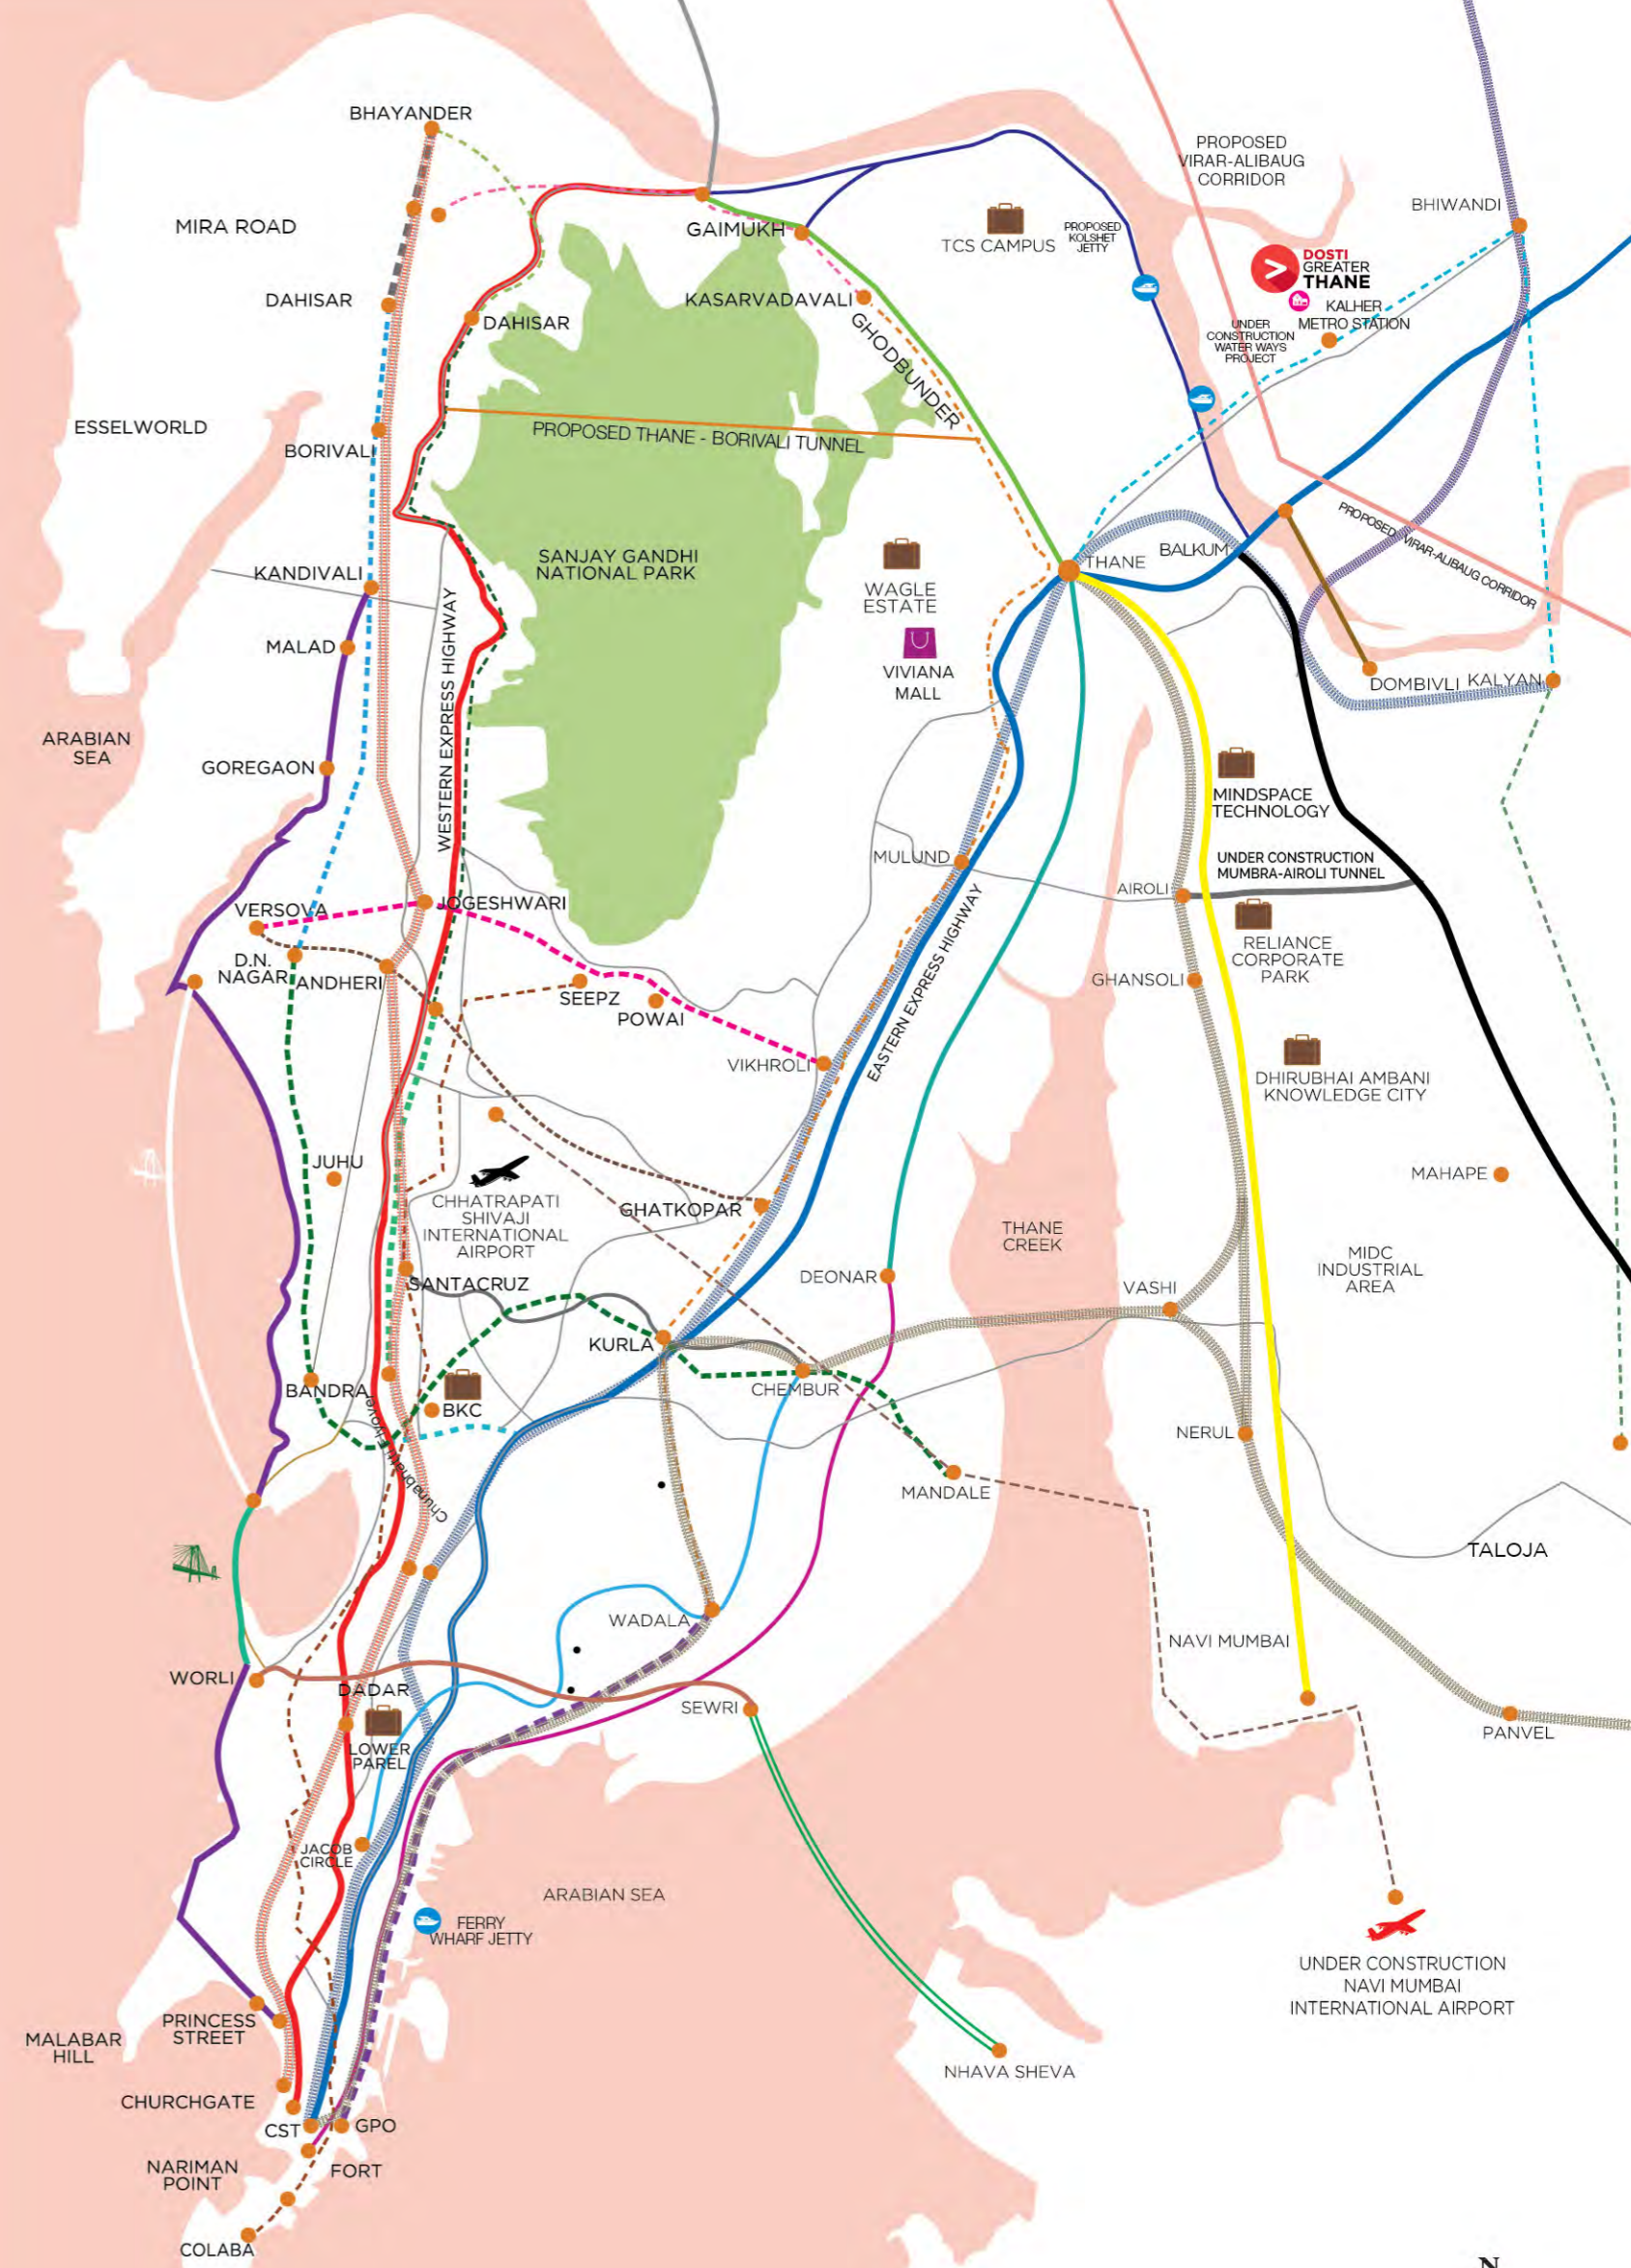 BHAYANDER
PROPOSED
VIRAR-ALIBAUG
CORRIDOR
MIRA ROAD
GAIMUKH
TCS CAMPUS
PROPOSED
KOLSHET
JETTY
BHIWANDI
DOSTI
GREATER
THANE
KALHER
METRO STATION
UNDER
CONSTRUCTION
WATER WAYS
PROJECT
DAHISAR
DAHISAR
KASARVADAVALI
GHODBUNDER
ESSELWORLD
BORIVALI
PROPOSED THANE - BORIVALI TUNNEL
PROPOSED VIRAR-ALIBAUG CORRIDOR
SANJAY GANDHI
NATIONAL PARK
KANDIVALI
WAGLE
ESTATE
THANE
BALKUM
MALAD
VIVIANA
MALL
DOMBIVLI
KALYAN
ARABIAN
SEA
GOREGAON
WESTERN EXPRESS HIGHWAY
MINDSPACE
TECHNOLOGY
MULUND
UNDER CONSTRUCTION
MUMBRA-AIROLI TUNNEL
AIROLI
VERSOVA
JOGESHWARI
RELIANCE
CORPORATE
PARK
D.N.
NAGAR
ANDHERI
SEEPZ
POWAI
GHANSOLI
EASTERN EXPRESS HIGHWAY
VIKHROLI
DHIRUBHAI AMBANI
KNOWLEDGE CITY
JUHU
MAHAPE
CHHATRAPATI
SHIVAJI
INTERNATIONAL
AIRPORT
GHATKOPAR
THANE
CREEK
MIDC
INDUSTRIAL
AREA
SANTACRUZ
DEONAR
VASHI
KURLA
BANDRA
BKC
CHEMBUR
Chunabhatti Flyover
NERUL
MANDALE
TALOJA
WADALA
NAVI MUMBAI
WORLI
DADAR
SEWRI
PANVEL
LOWER
PAREL
JACOB
CIRCLE
ARABIAN SEA
FERRY
WHARF JETTY
UNDER CONSTRUCTION
NAVI MUMBAI
INTERNATIONAL AIRPORT
PRINCESS
STREET
MALABAR
HILL
NHAVA SHEVA
CHURCHGATE
CST
GPO
NARIMAN
POINT
FORT
COLABA
N